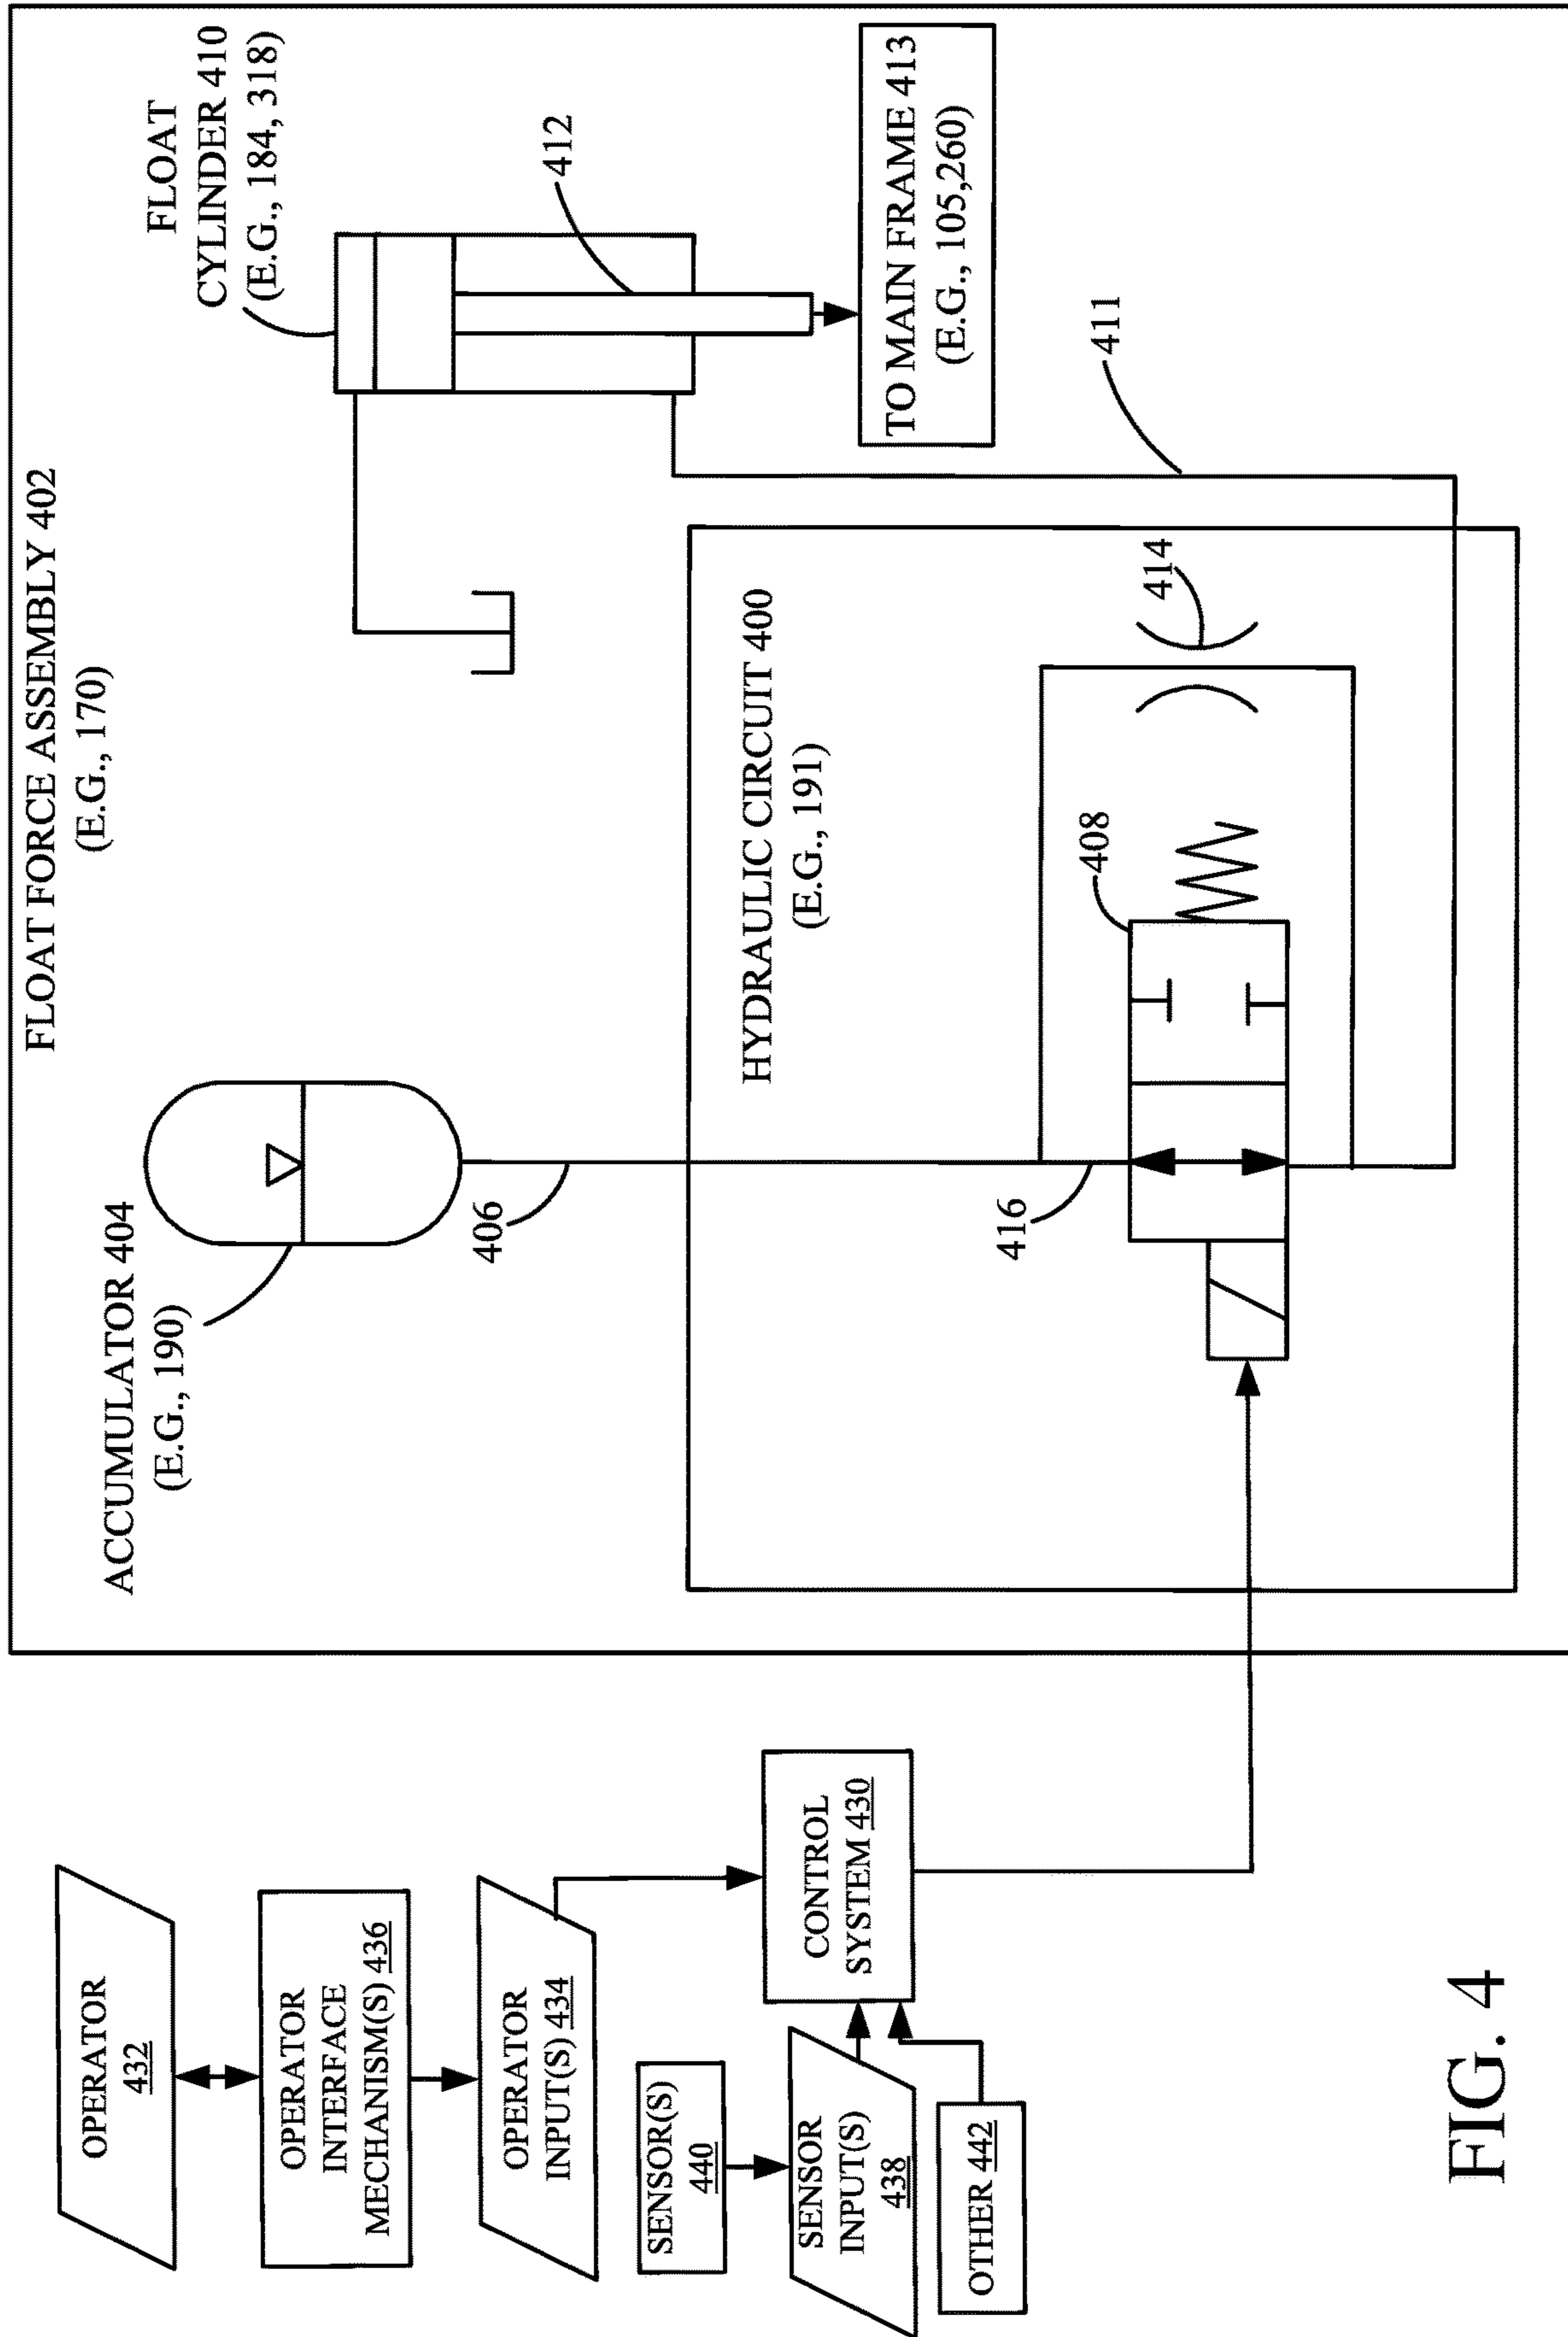 OPERATOR
432
OPERATOR
INTERFACE
MECHANISM(S) 436
OPERATOR
INPUT(S) 434
SENSOR(S)
440
SENSOR
INPUT(S)
438
OTHER 442
CONTROL
SYSTEM 430
FLOAT FORCE ASSEMBLY 402
(E.G., 170)
ACCUMULATOR 404
(E.G., 190)
406
FLOAT
CYLINDER 410
(E.G., 184, 318)
412
TO MAIN FRAME 413
(E.G., 105,260)
411
HYDRAULIC CIRCUIT 400
(E.G., 191)
416
408
414
FIG. 4